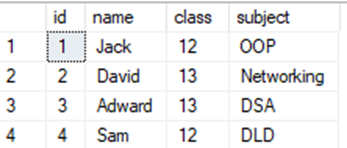 id name class subject
1 1 Jack 12 OOP
2 2 David 13 Networking
3 3 Adward 13 DSA
4 4 Sam 12 DLD